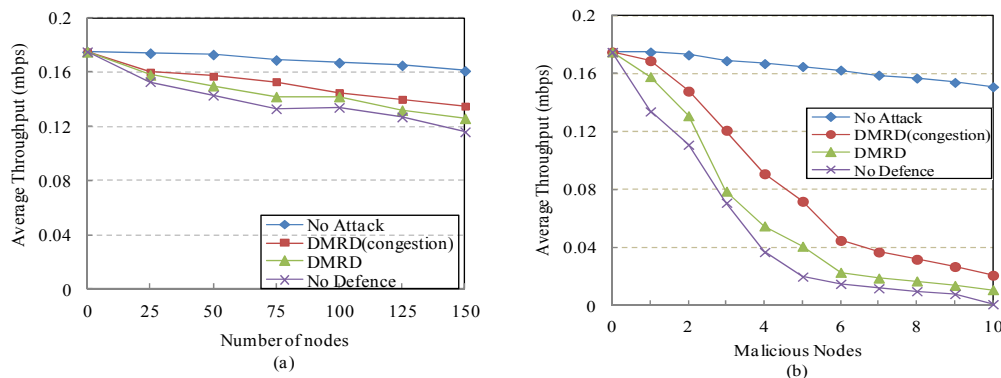 0.2
0.16
0.12
0.08
0.04
0
Average Throughput (mbps)
No Attack
DMRD(congestion)
DMRD
No Defence
0 25 50 75 100 125 150
Number of nodes
(a)
0.2
0.16
0.12
0.08
0.04
0
Average Throughput (mbps)
No Attack
DMRD(congestion)
DMRD
No Defence
0 2 4 6 8 10
Malicious Nodes
(b)